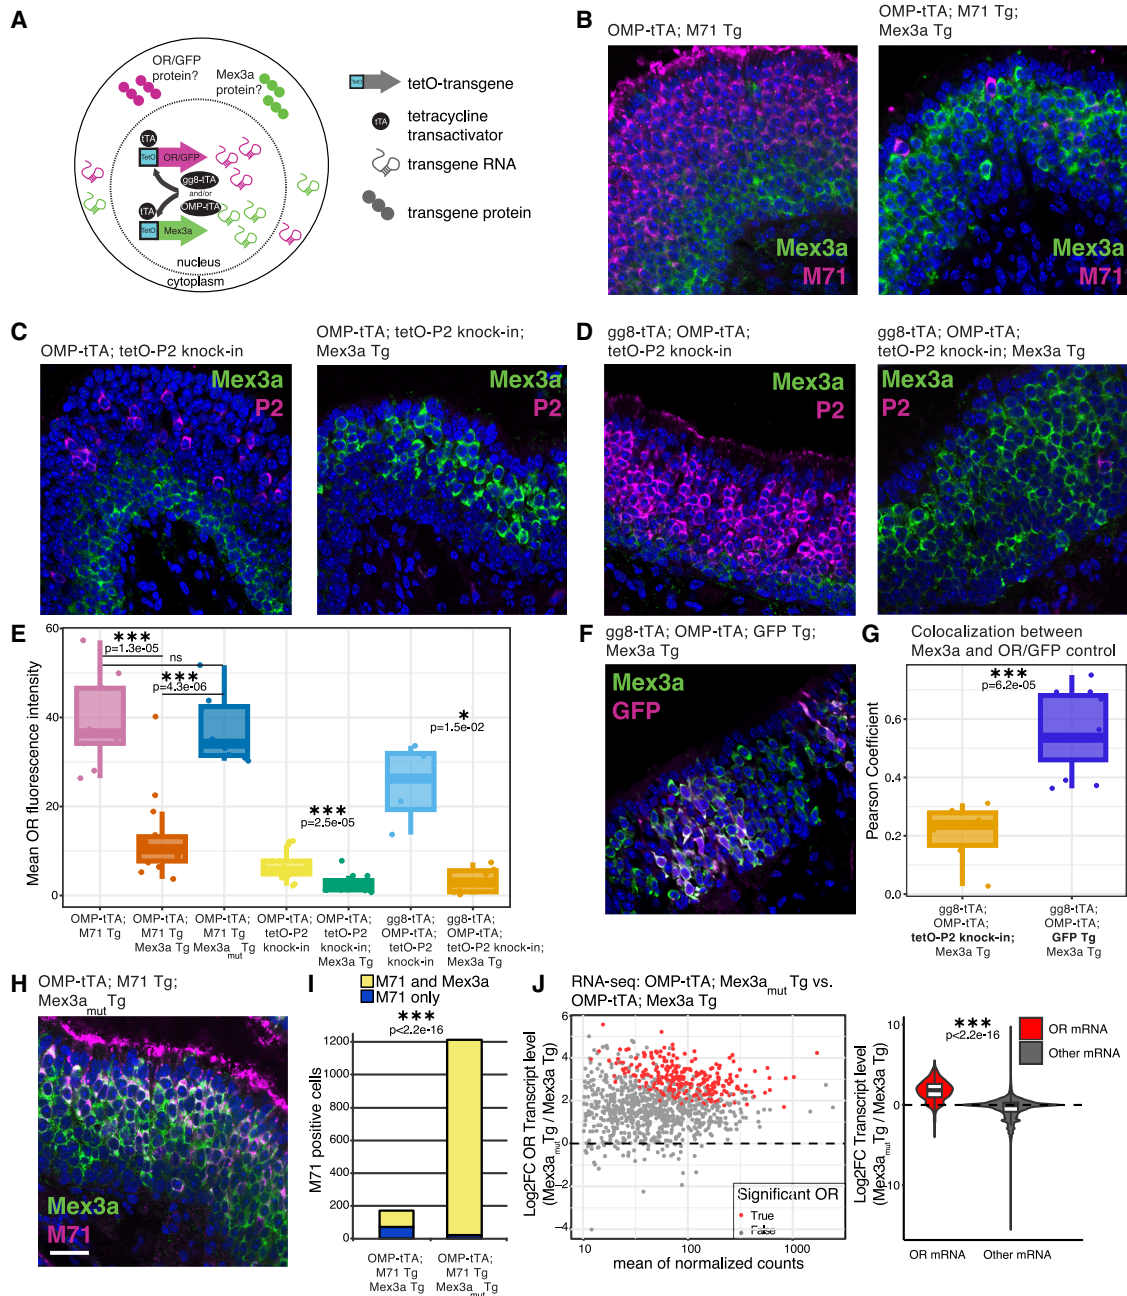 A
OR/GFP
protein?
Mex3a
protein?
tTA
TetO
OR/GFP
gg8-tTA
and/or
OMP-tTA
tTA
TetO
Mex3a
nucleus
cytoplasm
TetO
tetO-transgene
tTA
tetracycline
transactivator
transgene RNA
transgene protein
B
OMP-tTA; M71 Tg
Mex3a
M71
OMP-tTA; M71 Tg;
Mex3a Tg
Mex3a
M71
C
OMP-tTA; tetO-P2 knock-in
Mex3a
P2
OMP-tTA; tetO-P2 knock-in;
Mex3a Tg
Mex3a
P2
D
gg8-tTA; OMP-tTA;
tetO-P2 knock-in
Mex3a
P2
gg8-tTA; OMP-tTA;
tetO-P2 knock-in; Mex3a Tg
Mex3a
P2
E
Mean OR fluorescence intensity
60
40
20
0
***
p=1.3e-05
ns
***
p=4.3e-06
***
p=2.5e-05
*
p=1.5e-02
OMP-tTA;
M71 Tg
OMP-tTA;
M71 Tg
Mex3a Tg
OMP-tTA;
M71 Tg
Mex3a mut Tg
OMP-tTA;
tetO-P2
knock-in
OMP-tTA;
tetO-P2
knock-in;
Mex3a Tg
gg8-tTA;
OMP-tTA;
tetO-P2
knock-in
gg8-tTA;
OMP-tTA;
tetO-P2 knock-in;
Mex3a Tg
F
gg8-tTA; OMP-tTA; GFP Tg;
Mex3a Tg
Mex3a
GFP
G
Colocalization between
Mex3a and OR/GFP control
***
p=6.2e-05
Pearson Coefficient
0.6
0.4
0.2
0.0
gg8-tTA;
OMP-tTA;
tetO-P2 knock-in;
Mex3a Tg
gg8-tTA;
OMP-tTA;
GFP Tg
Mex3a Tg
H
OMP-tTA; M71 Tg;
Mex3a mut Tg
Mex3a
M71
I
M71 and Mex3a
M71 only
***
p<2.2e-16
M71 positive cells
1200
1000
800
600
400
200
0
OMP-tTA;
M71 Tg
Mex3a Tg
OMP-tTA;
M71 Tg
Mex3a mut Tg
J
RNA-seq: OMP-tTA; Mex3a mut Tg vs.
OMP-tTA; Mex3a Tg
Log2FC OR Transcript level
(Mex3a mut Tg / Mex3a Tg)
6
4
2
0
−2
−4
Significant OR
True
False
10
100
1000
mean of normalized counts
Log2FC Transcript level
(Mex3a mut Tg / Mex3a Tg)
10
0
-10
***
p<2.2e-16
OR mRNA
Other mRNA
OR mRNA
Other mRNA